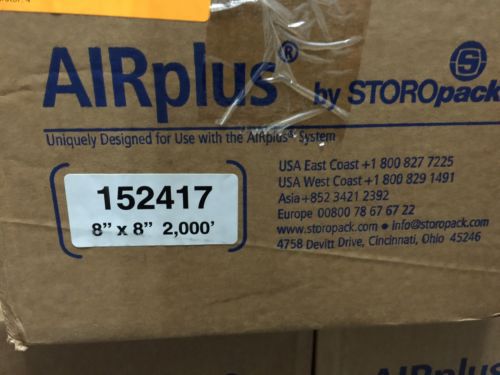 AIRplus® by STOROpack
Uniquely Designed for Use with the AIRplus® System
152417
8" x 8" 2,000'
USA East Coast +1 800 827 7225
USA West Coast +1 800 829 1491
Asia +852 3421 2392
Europe 00800 78 67 67 22
www.storopack.com • info@storopack.com
4758 Devitt Drive, Cincinnati, Ohio 45246
AIRplus